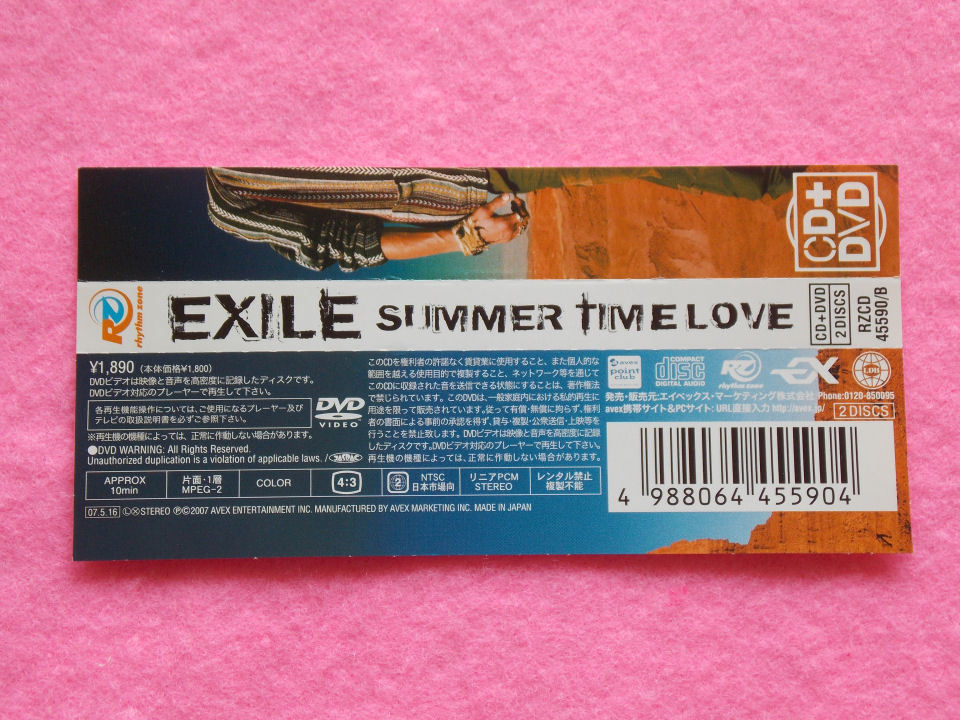 CD+
DVD
rhythm zone
EXILE SUMMER TIME LOVE
CD+DVD
2 DISCS
RZCD
45590/B
¥1,890(本体価格¥1,800)
DVDビデオは映像と音声を高密度に記録したディスクです。
DVDビデオ対応のプレーヤーで再生して下さい。
各再生機能操作については、ご使用になるプレーヤー及び
テレビの取扱説明書を必ずご参照下さい。
※再生機の機種によっては、正常に作動しない場合があります。
●DVD WARNING: All Rights Reserved.
Unauthorized duplication is a violation of applicable laws. /
DVD
VIDEO
このCDを権利者の許諾なく賃貸業に使用すること、また個人的な
範囲を越える使用目的で複製すること、ネットワーク等を通じて
このCDに収録された音を送信できる状態にすることは、著作権法
で禁じられています。このDVDは、一般家庭内における私的再生に
用途を限って販売されています。従って有償・無償に拘らず、権利
者の書面による事前の承諾を得ず、貸与・複製・公衆送信・上映等を
行うことを禁止致します。DVDビデオは映像と音声を高密度に記録
したディスクです。DVDビデオ対応のプレーヤーで再生して下さい。
再生機の機種によっては、正常に作動しない場合があります。
APPROX
10min
片面・1層
MPEG-2
COLOR
4:3
2
NTSC
日本市場向
リニアPCM
STEREO
レンタル禁止
複製不能
07.5.16 ⓁⓍSTEREO ⓅⒸ2007 AVEX ENTERTAINMENT INC. MANUFACTURED BY AVEX MARKETING INC. MADE IN JAPAN
avex
point
club
COMPACT
disc
DIGITAL AUDIO
rhythm zone
EX
LDH
発売・販売元:エイベックス・マーケティング株式会社 Phone:0120-850095
avex携帯サイト&PCサイト:URL直接入力 http://avex.jp/
2 DISCS
4 988064 455904